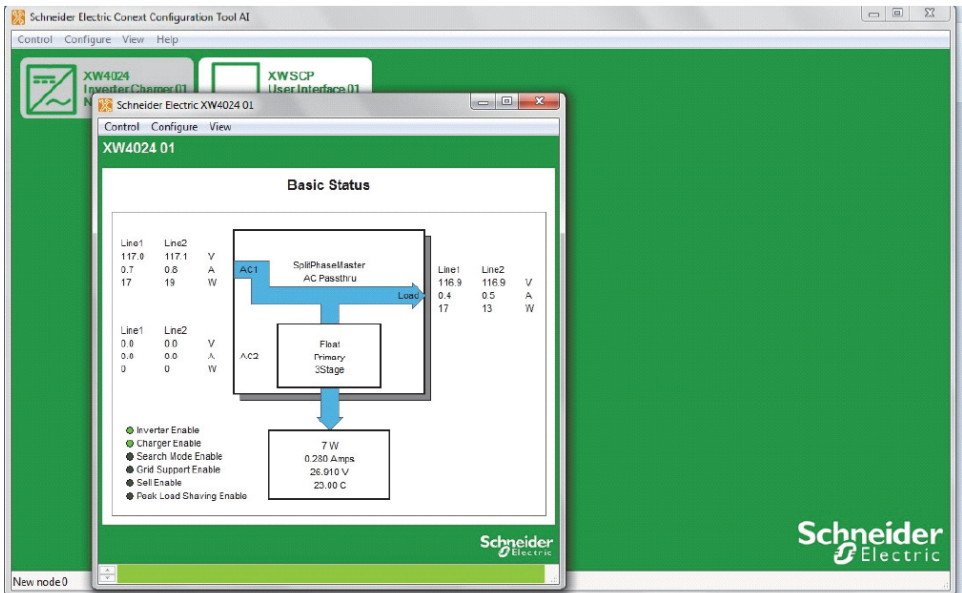 Schneider Electric Conext Configuration Tool AI
Control Configure View Help
XW4024
Inverter Charger 01
N
XWSCP
User Interface 01
Schneider Electric XW4024 01
Control Configure View
XW4024 01
Basic Status
Line1 Line2
117.0 117.1 V
0.7 0.8 A
17 19 W
AC1
SplitPhaseMaster
AC Passthru
Load
Line1 Line2
116.9 116.9 V
0.4 0.5 A
17 13 W
Line1 Line2
0.0 0.0 V
0.0 0.0 A
0 0 W
AC2
Float
Primary
3Stage
Inverter Enable
Charger Enable
Search Mode Enable
Grid Support Enable
Sell Enable
Peak Load Shaving Enable
7 W
0.280 Amps
26.910 V
23.00 C
Schneider
Electric
Schneider
Electric
New node0